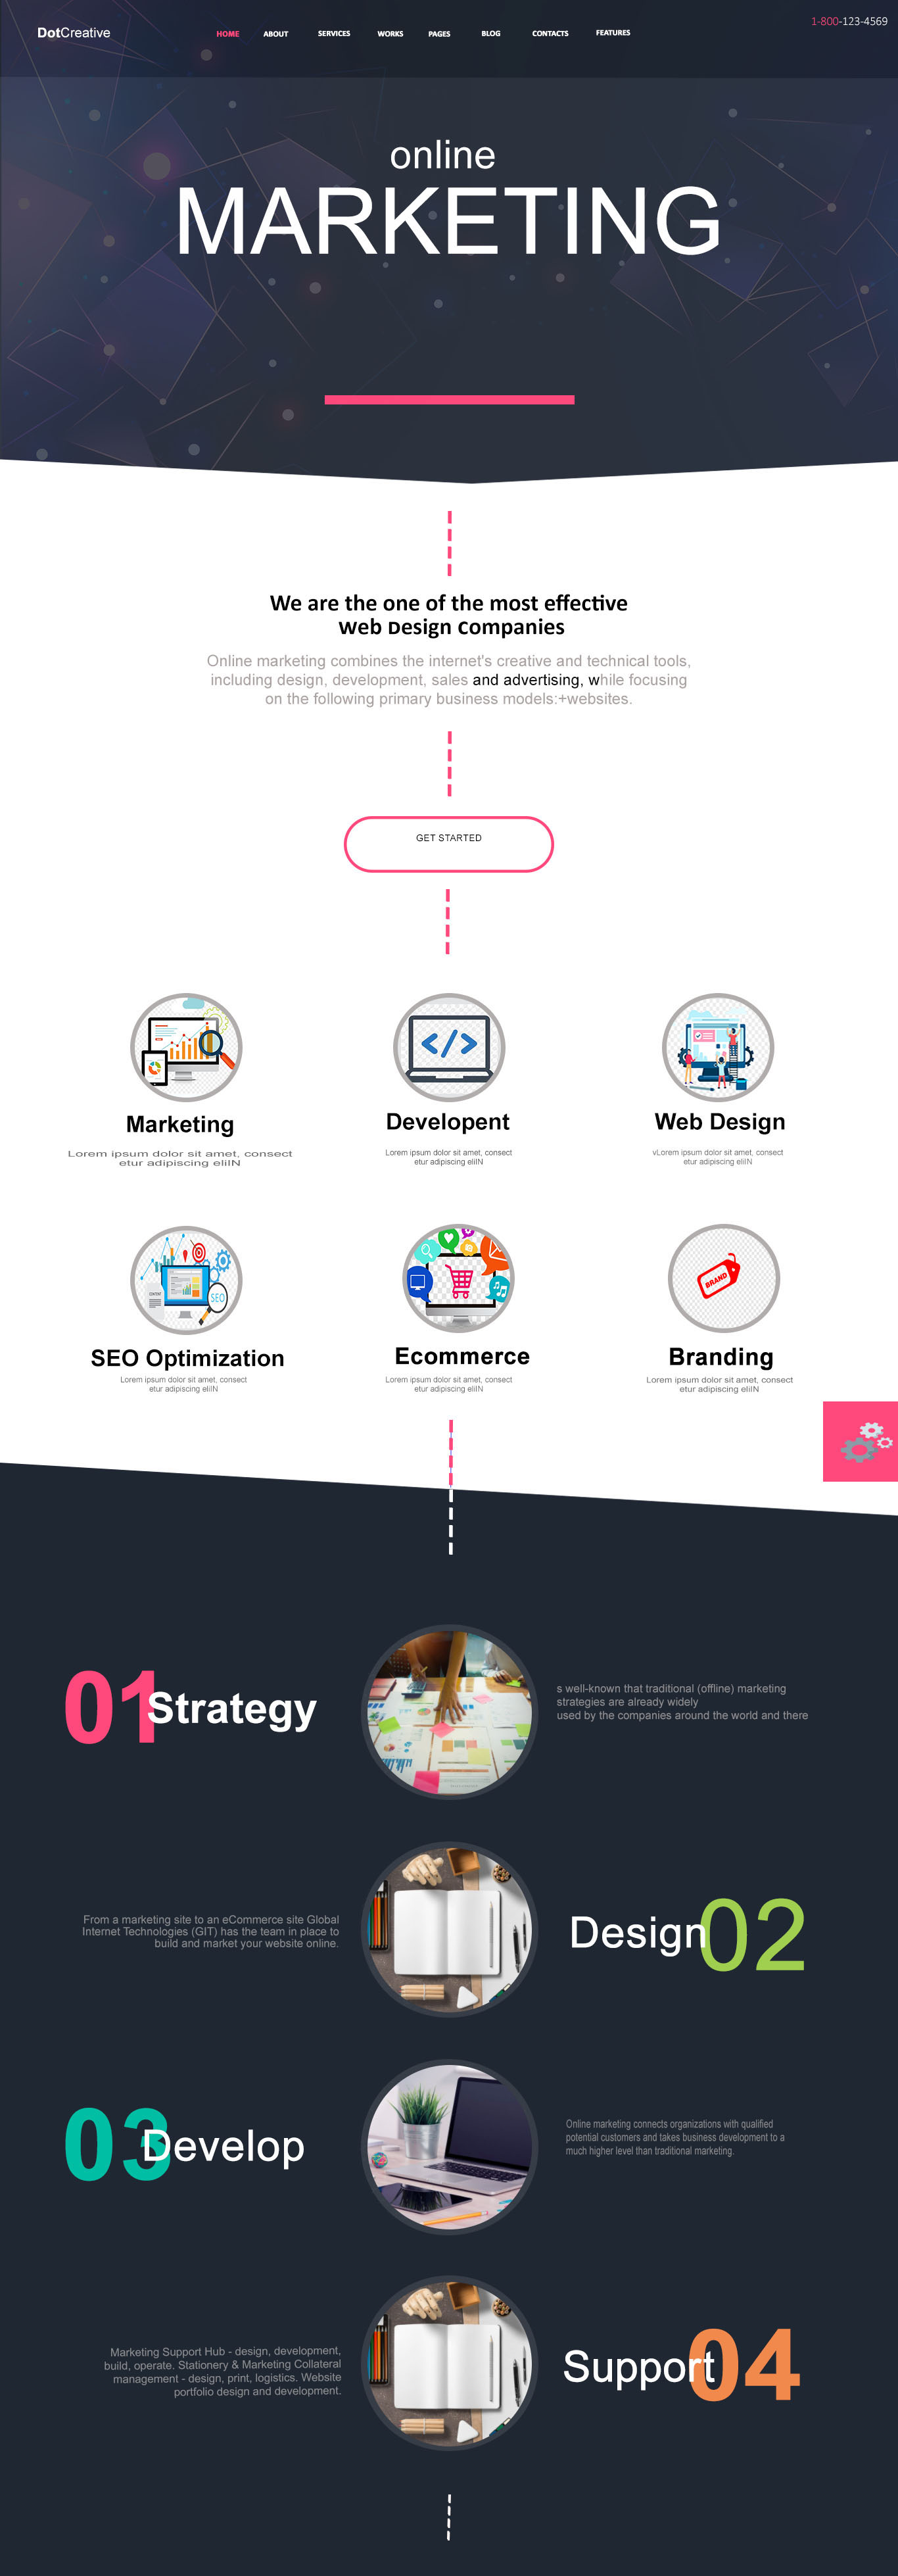 DotCreative
HOME ABOUT SERVICES WORKS PAGES BLOG CONTACTS FEATURES
1-800-123-4569
online
MARKETING
We are the one of the most effective
Web Design Companies
Online marketing combines the internet's creative and technical tools,
including design, development, sales and advertising, while focusing
on the following primary business models:+websites.
GET STARTED
Marketing
Lorem ipsum dolor sit amet, consect
etur adipiscing elilN
</>
Developent
Lorem ipsum dolor sit amet, consect
etur adipiscing elilN
Web Design
vLorem ipsum dolor sit amet, consect
etur adipiscing elilN
CONTENT
SEO
SEO Optimization
Lorem ipsum dolor sit amet, consect
etur adipiscing elilN
Ecommerce
Lorem ipsum dolor sit amet, consect
etur adipiscing elilN
BRAND
Branding
Lorem ipsum dolor sit amet, consect
etur adipiscing elilN
01
Strategy
s well-known that traditional (offline) marketing
strategies are already widely
used by the companies around the world and there
From a marketing site to an eCommerce site Global
Internet Technologies (GIT) has the team in place to
build and market your website online.
Design
02
03
Develop
Online marketing connects organizations with qualified
potential customers and takes business development to a
much higher level than traditional marketing.
Marketing Support Hub - design, development,
build, operate. Stationery & Marketing Collateral
management - design, print, logistics. Website
portfolio design and development.
Support
04